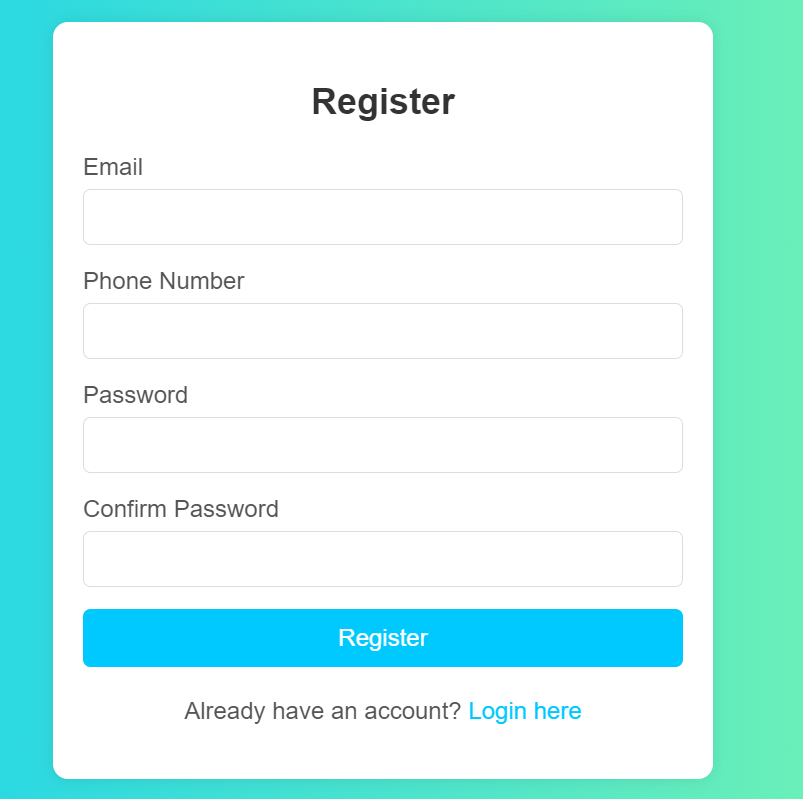 Register
Email
Phone Number
Password
Confirm Password
Register
Already have an account? Login here